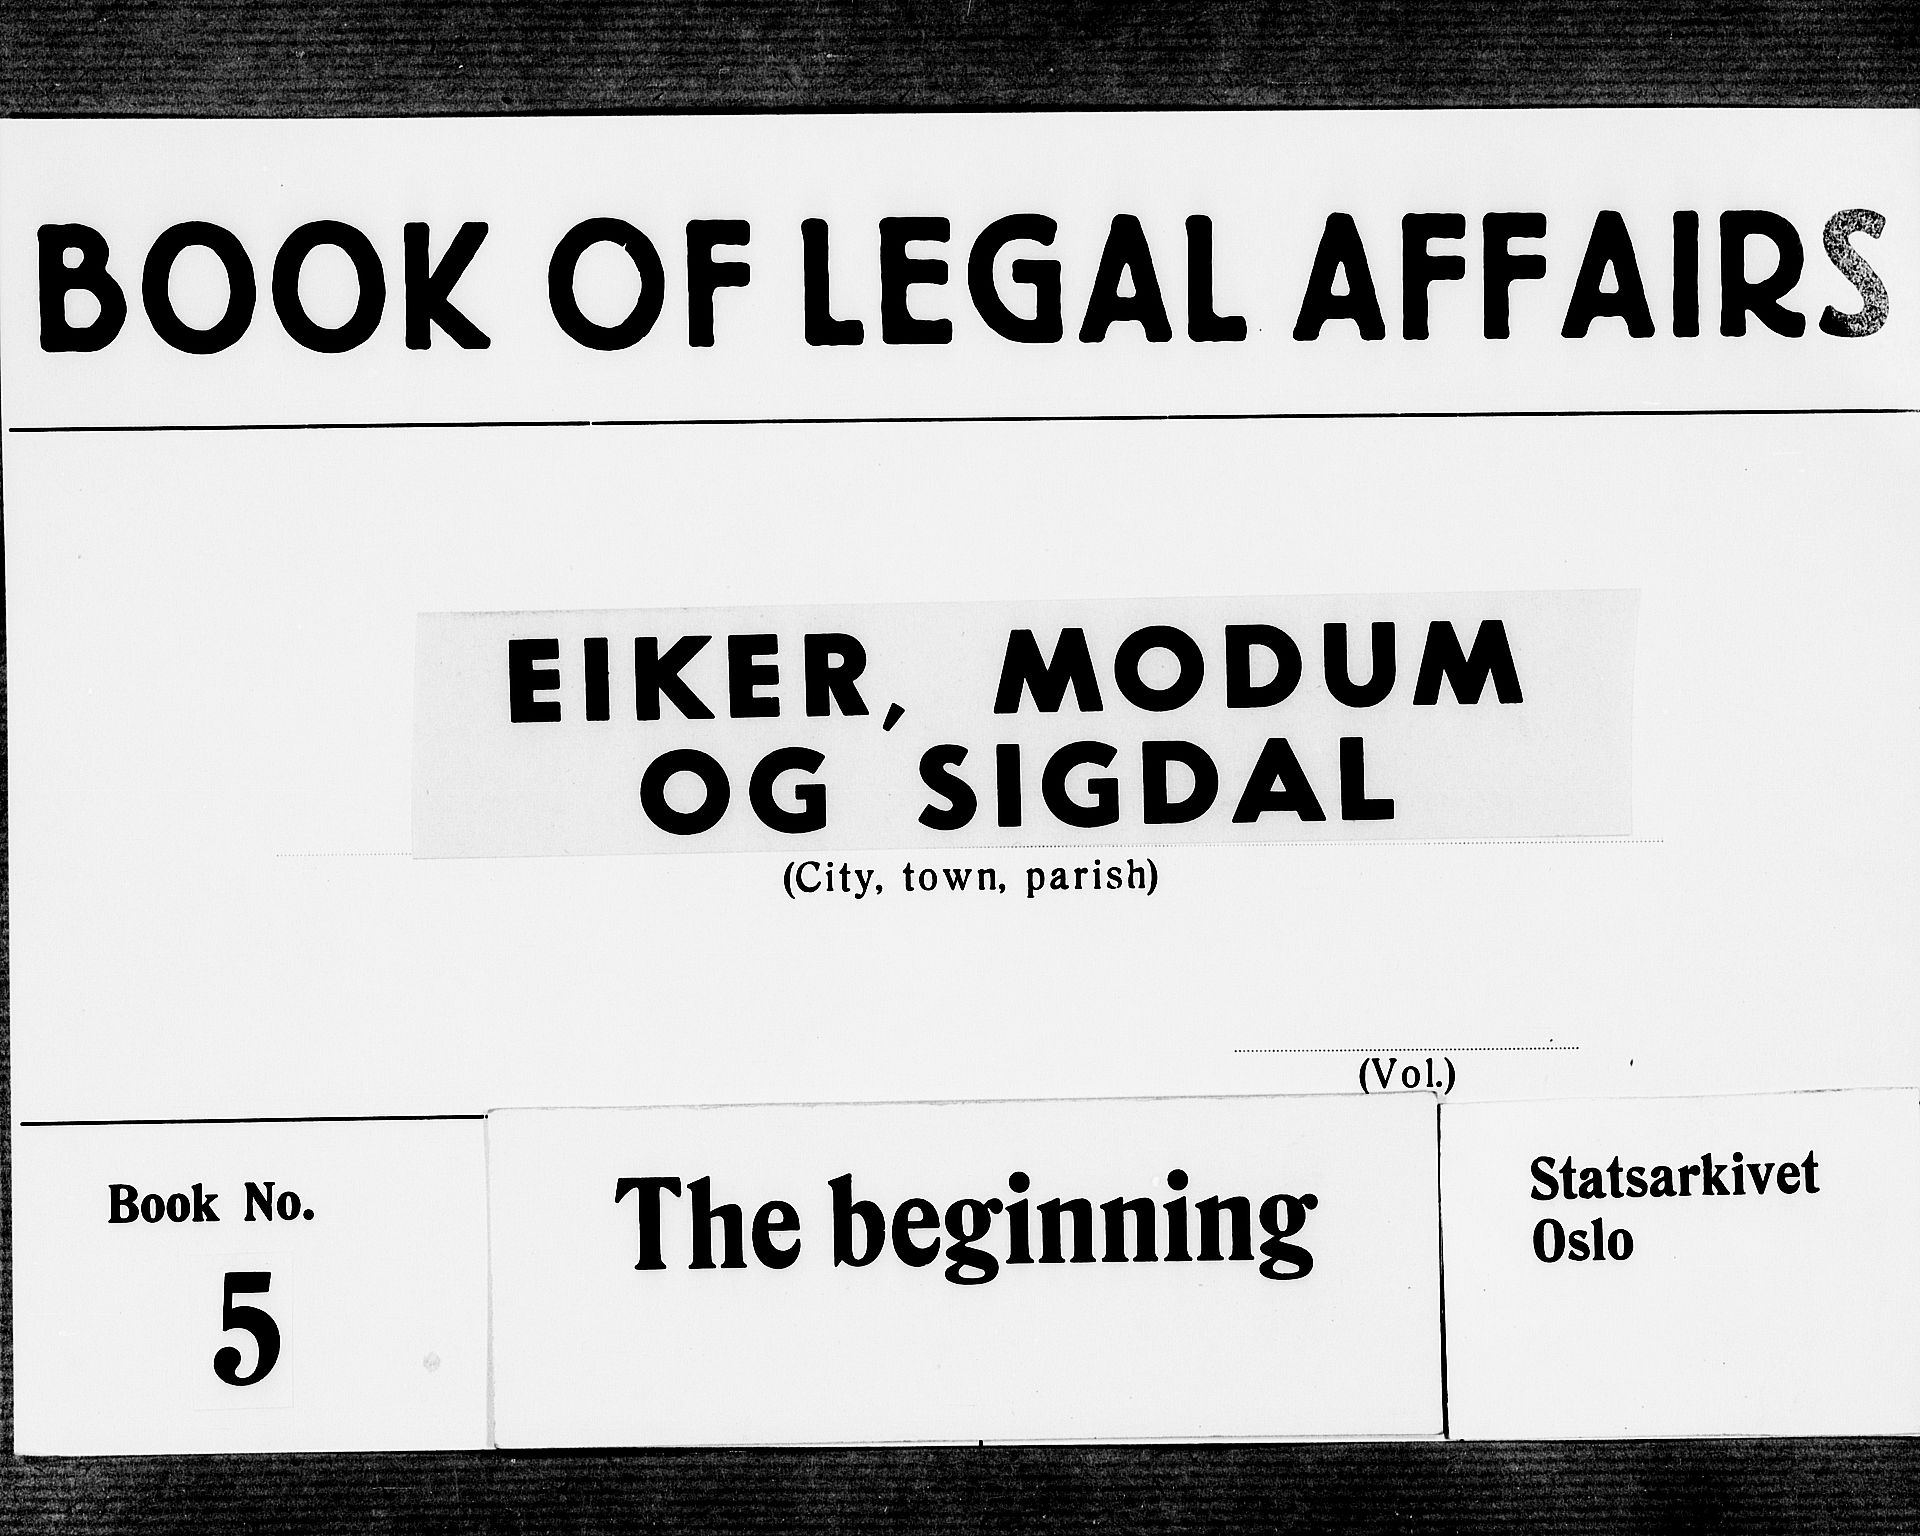 BOOK OF LEGAL AFFAIRS
EIKER, MODUM
OG SIGDAL
(City, town, parish)
(Vol.)
Book No.
5
The beginning
Statsarkivet
Oslo